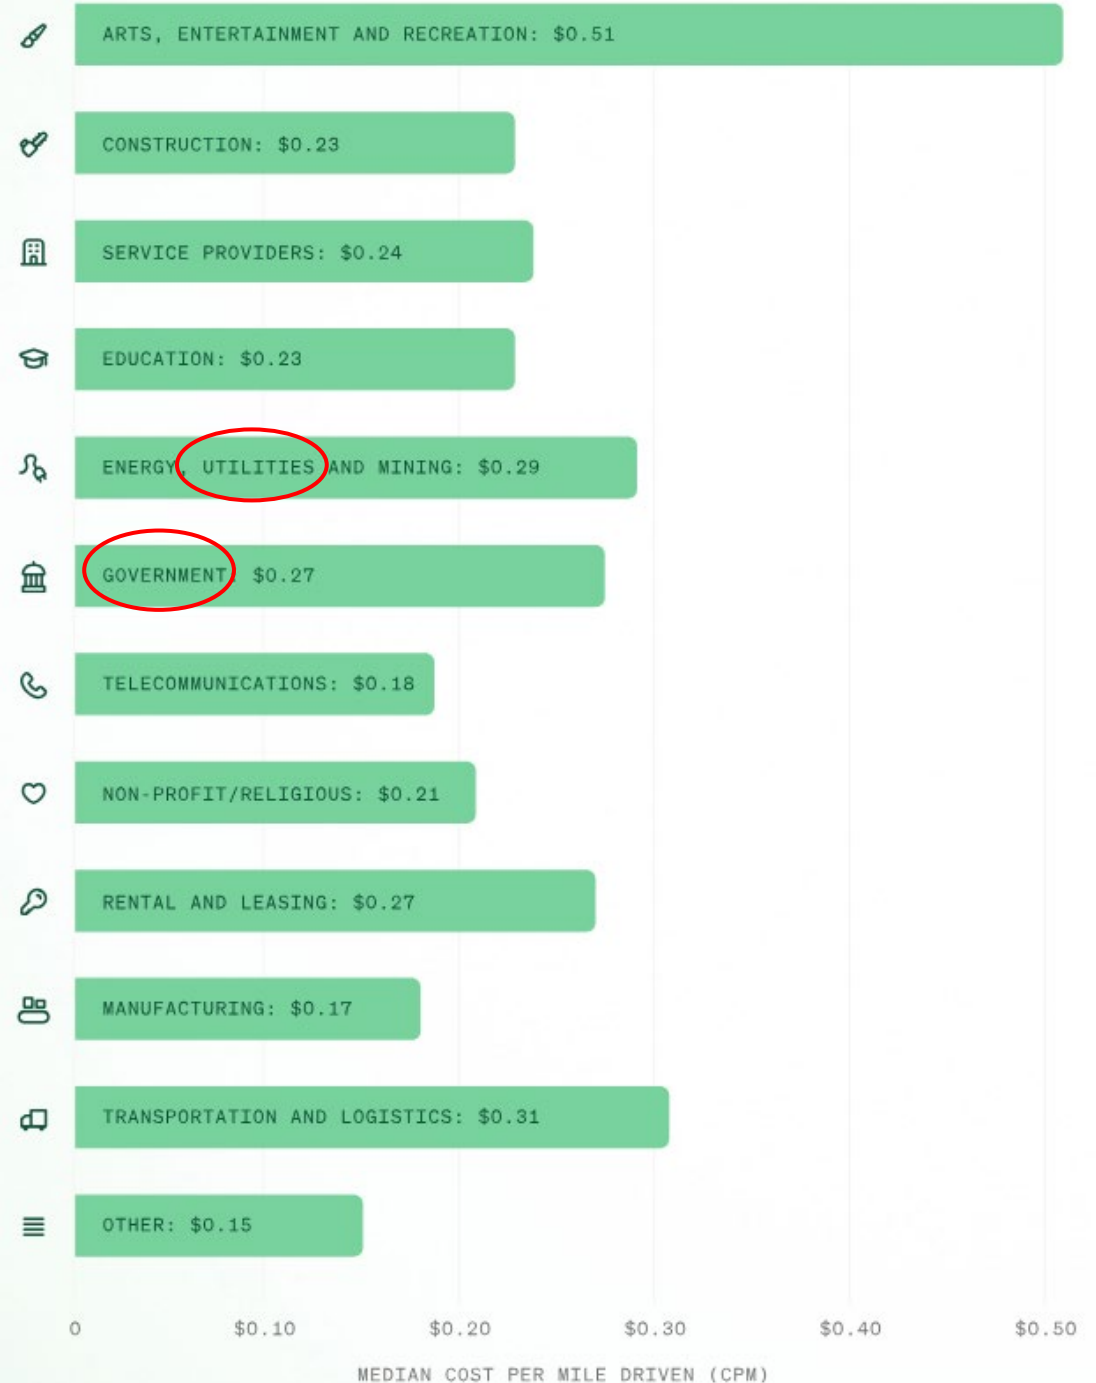 ARTS, ENTERTAINMENT AND RECREATION: $0.51
CONSTRUCTION: $0.23
SERVICE PROVIDERS: $0.24
EDUCATION: $0.23
ENERGY, UTILITIES AND MINING: $0.29
GOVERNMENT: $0.27
TELECOMMUNICATIONS: $0.18
NON-PROFIT/RELIGIOUS: $0.21
RENTAL AND LEASING: $0.27
MANUFACTURING: $0.17
TRANSPORTATION AND LOGISTICS: $0.31
OTHER: $0.15
0 $0.10 $0.20 $0.30 $0.40 $0.50
MEDIAN COST PER MILE DRIVEN (CPM)